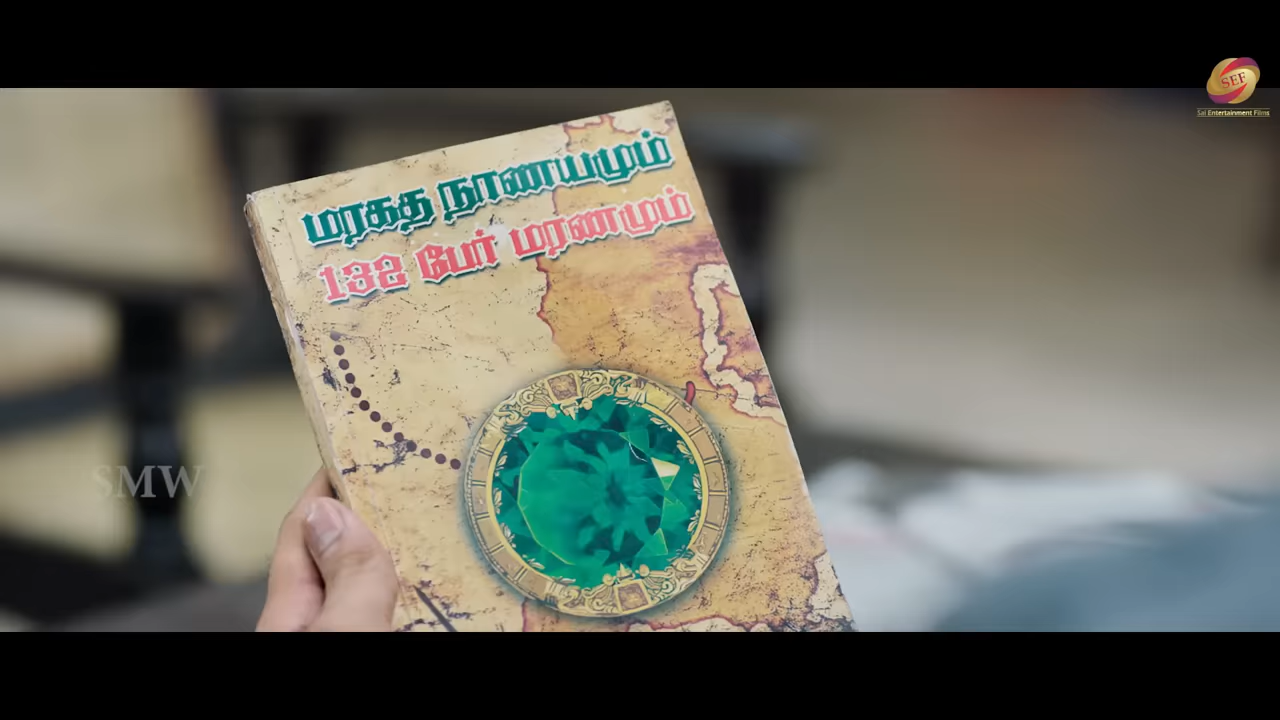 மரகத நாணயமும்
132 பேர் மரணமும்
SEF
Sai Entertainment Films
SMW